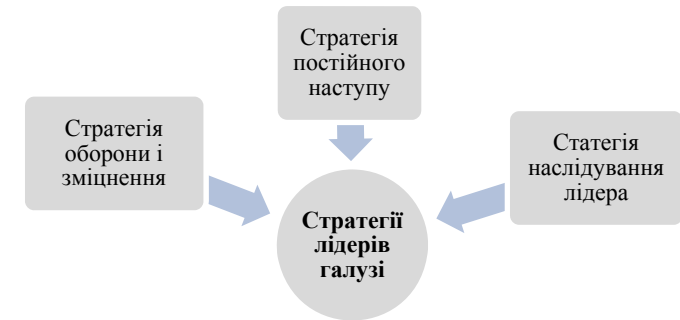 Стратегія
постійного
наступу
Стратегія
оборони і
зміцнення
Статегія
наслідування
лідера
Стратегії
лідерів
галузі